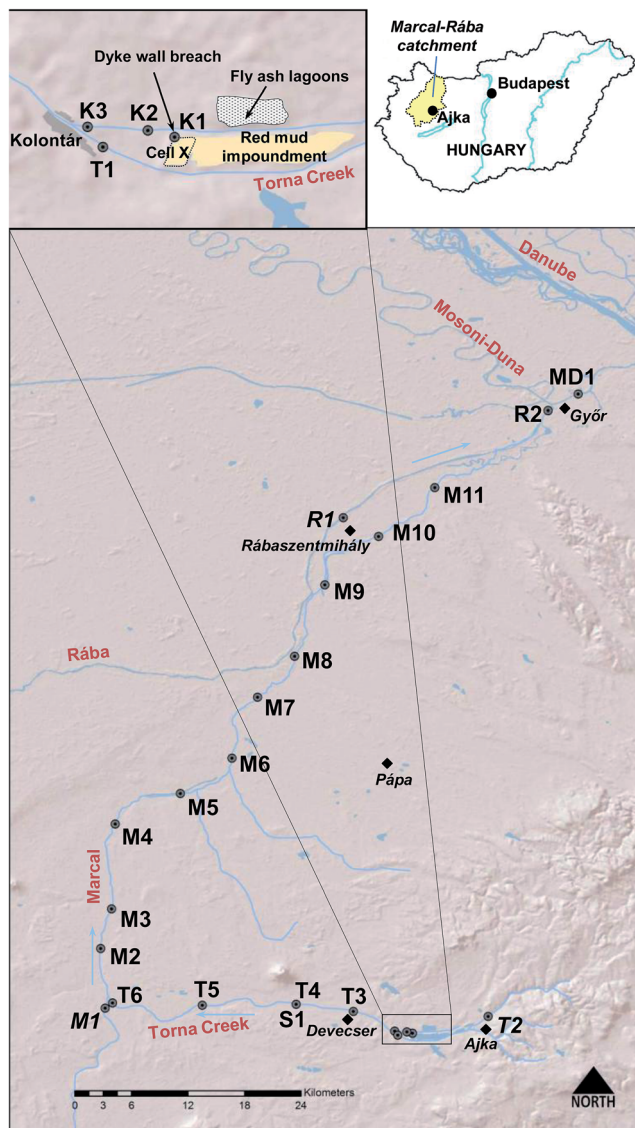 Dyke wall breach
Fly ash lagoons
K3
K2
K1
Kolontár
T1
Cell X
Red mud
impoundment
Torna Creek
Marcal-Rába
catchment
Budapest
Ajka
HUNGARY
Danube
Mosoni-Duna
MD1
R2
Győr
M11
R1
Rábaszentmihály
M10
M9
Rába
M8
M7
M6
Pápa
M5
M4
Marcal
M3
M2
M1
T6
T5
T4
S1
T3
Torna Creek
Devecser
T2
Ajka
Kilometers
0 3 6 12 18 24
NORTH